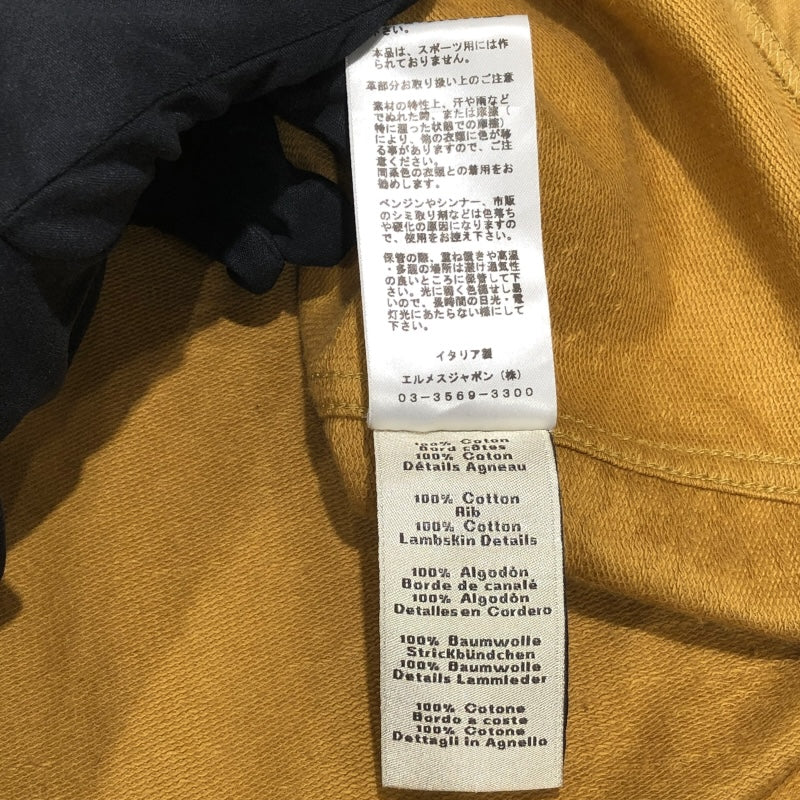 さい。
本品は、スポーツ用には作
られておりません。
革部分お取り扱い上のご注意
素材の特性上、汗や雨など
でぬれた時、または摩擦(
特に湿った状態での摩擦)
により、他の衣類に色が移
る事がありますので、ご注
意ください。
同系色の衣類との着用をお
勧めします。
ベンジンやシンナー、市販
のシミ取り剤などは色落ち
や硬化の原因になりますの
で、使用をお控え下さい。
保管の際、重ね置きや高温
・多湿の場所は避け通気性
の良いところに保管して下
さい。光に弱く色褪せし易
いので、長時間の日光・電
灯光にあたらない様にして
下さい。
イタリア製
エルメスジャポン(株)
03-3569-3300
100% Coton
Bord côtes
100% Coton
Détails Agneau
100% Cotton
Rib
100% Cotton
Lambskin Details
100% Algodón
Borde de canalé
100% Algodón
Detalles en Cordero
100% Baumwolle
Strickbündchen
100% Baumwolle
Details Lammleder
100% Cotone
Bordo a coste
100% Cotone
Dettagli in Agnello